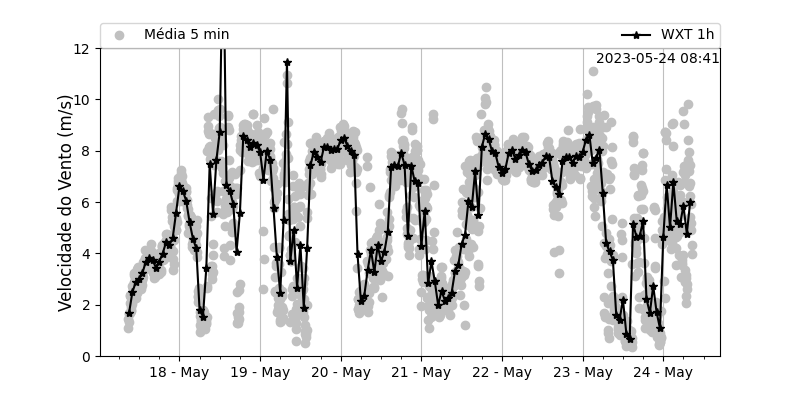 Média 5 min
WXT 1h
2023-05-24 08:41
Velocidade do Vento (m/s)
12
10
8
6
4
2
0
18 - May
19 - May
20 - May
21 - May
22 - May
23 - May
24 - May